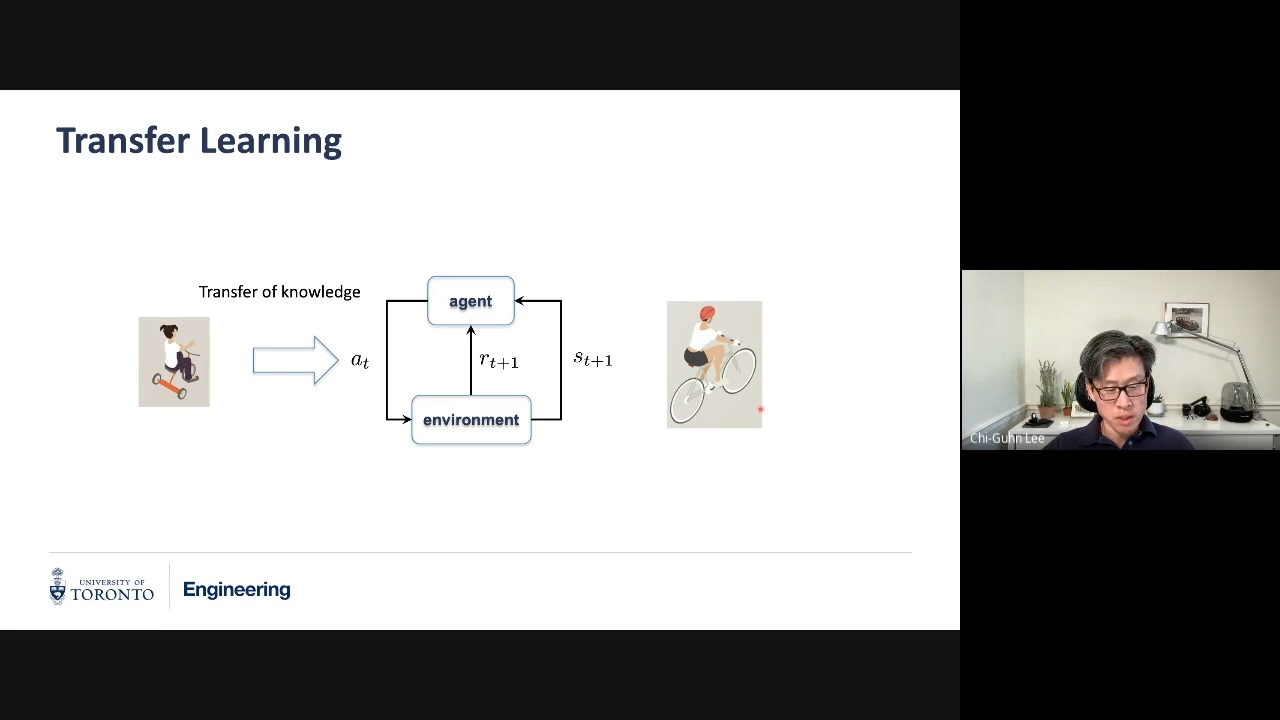 Transfer Learning
Transfer of knowledge
agent
a_t
r_{t+1}
s_{t+1}
environment
UNIVERSITY OF
TORONTO
Engineering
Chi-Guhn Lee